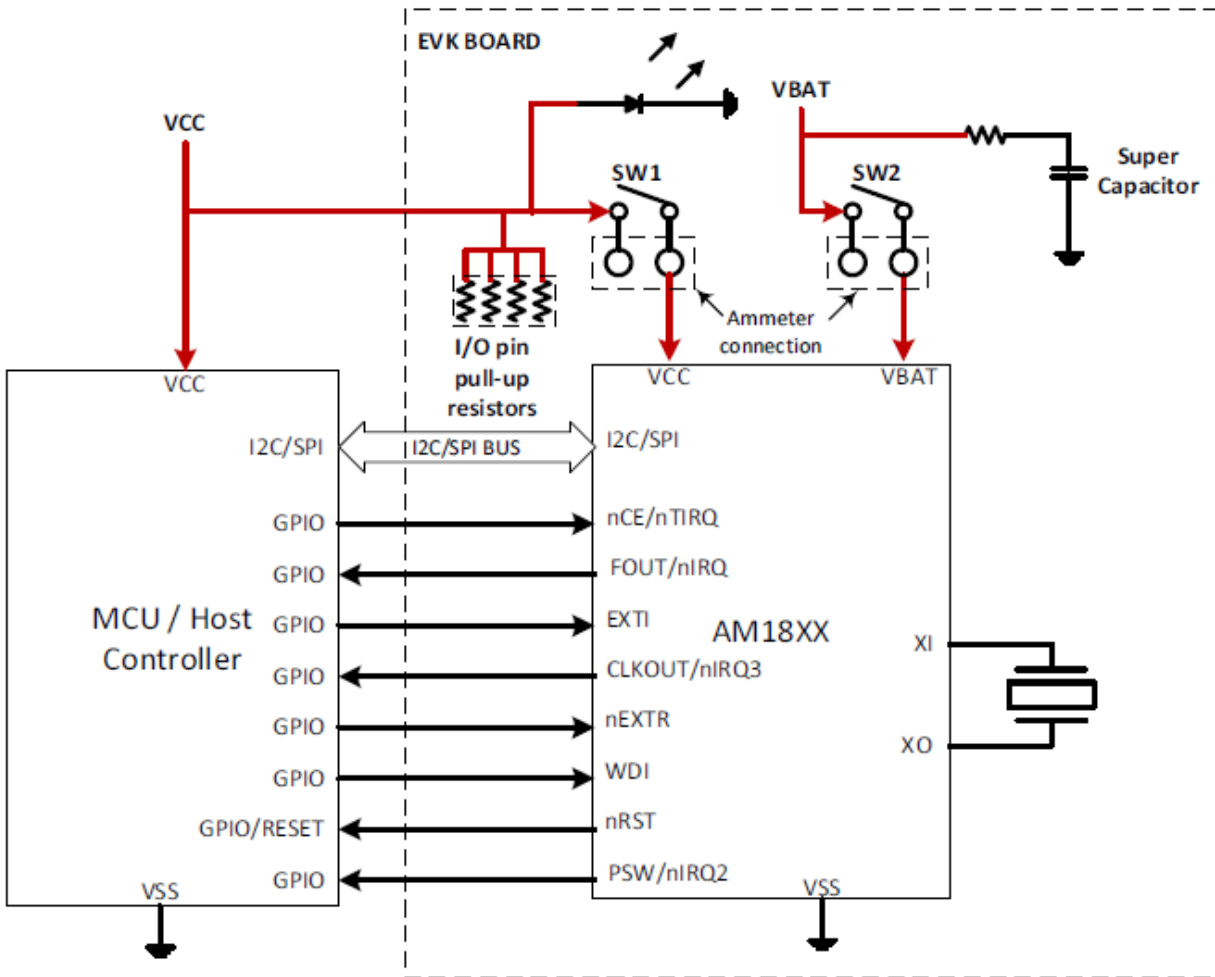 EVK BOARD
VCC
VBAT
SW1
SW2
Super
Capacitor
I/O pin
pull-up
resistors
Ammeter
connection
VCC
VCC
VBAT
I2C/SPI
I2C/SPI BUS
I2C/SPI
GPIO
nCE/nTIRQ
GPIO
FOUT/nIRQ
MCU / Host
Controller
GPIO
EXTI
AM18XX
XI
GPIO
CLKOUT/nIRQ3
GPIO
nEXTR
XO
GPIO
WDI
GPIO/RESET
nRST
GPIO
PSW/nIRQ2
VSS
VSS